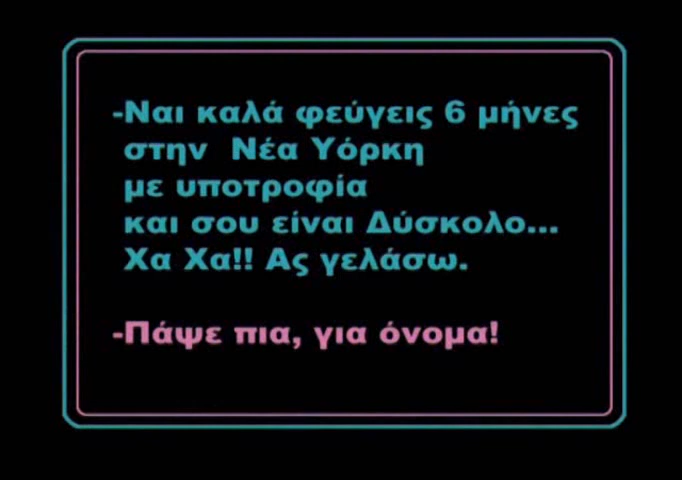 -Ναι καλά φεύγεις 6 μήνες
στην Νέα Υόρκη
με υποτροφία
και σου είναι Δύσκολο...
Χα Χα!! Ας γελάσω.
-Πάψε πια, για όνομα!